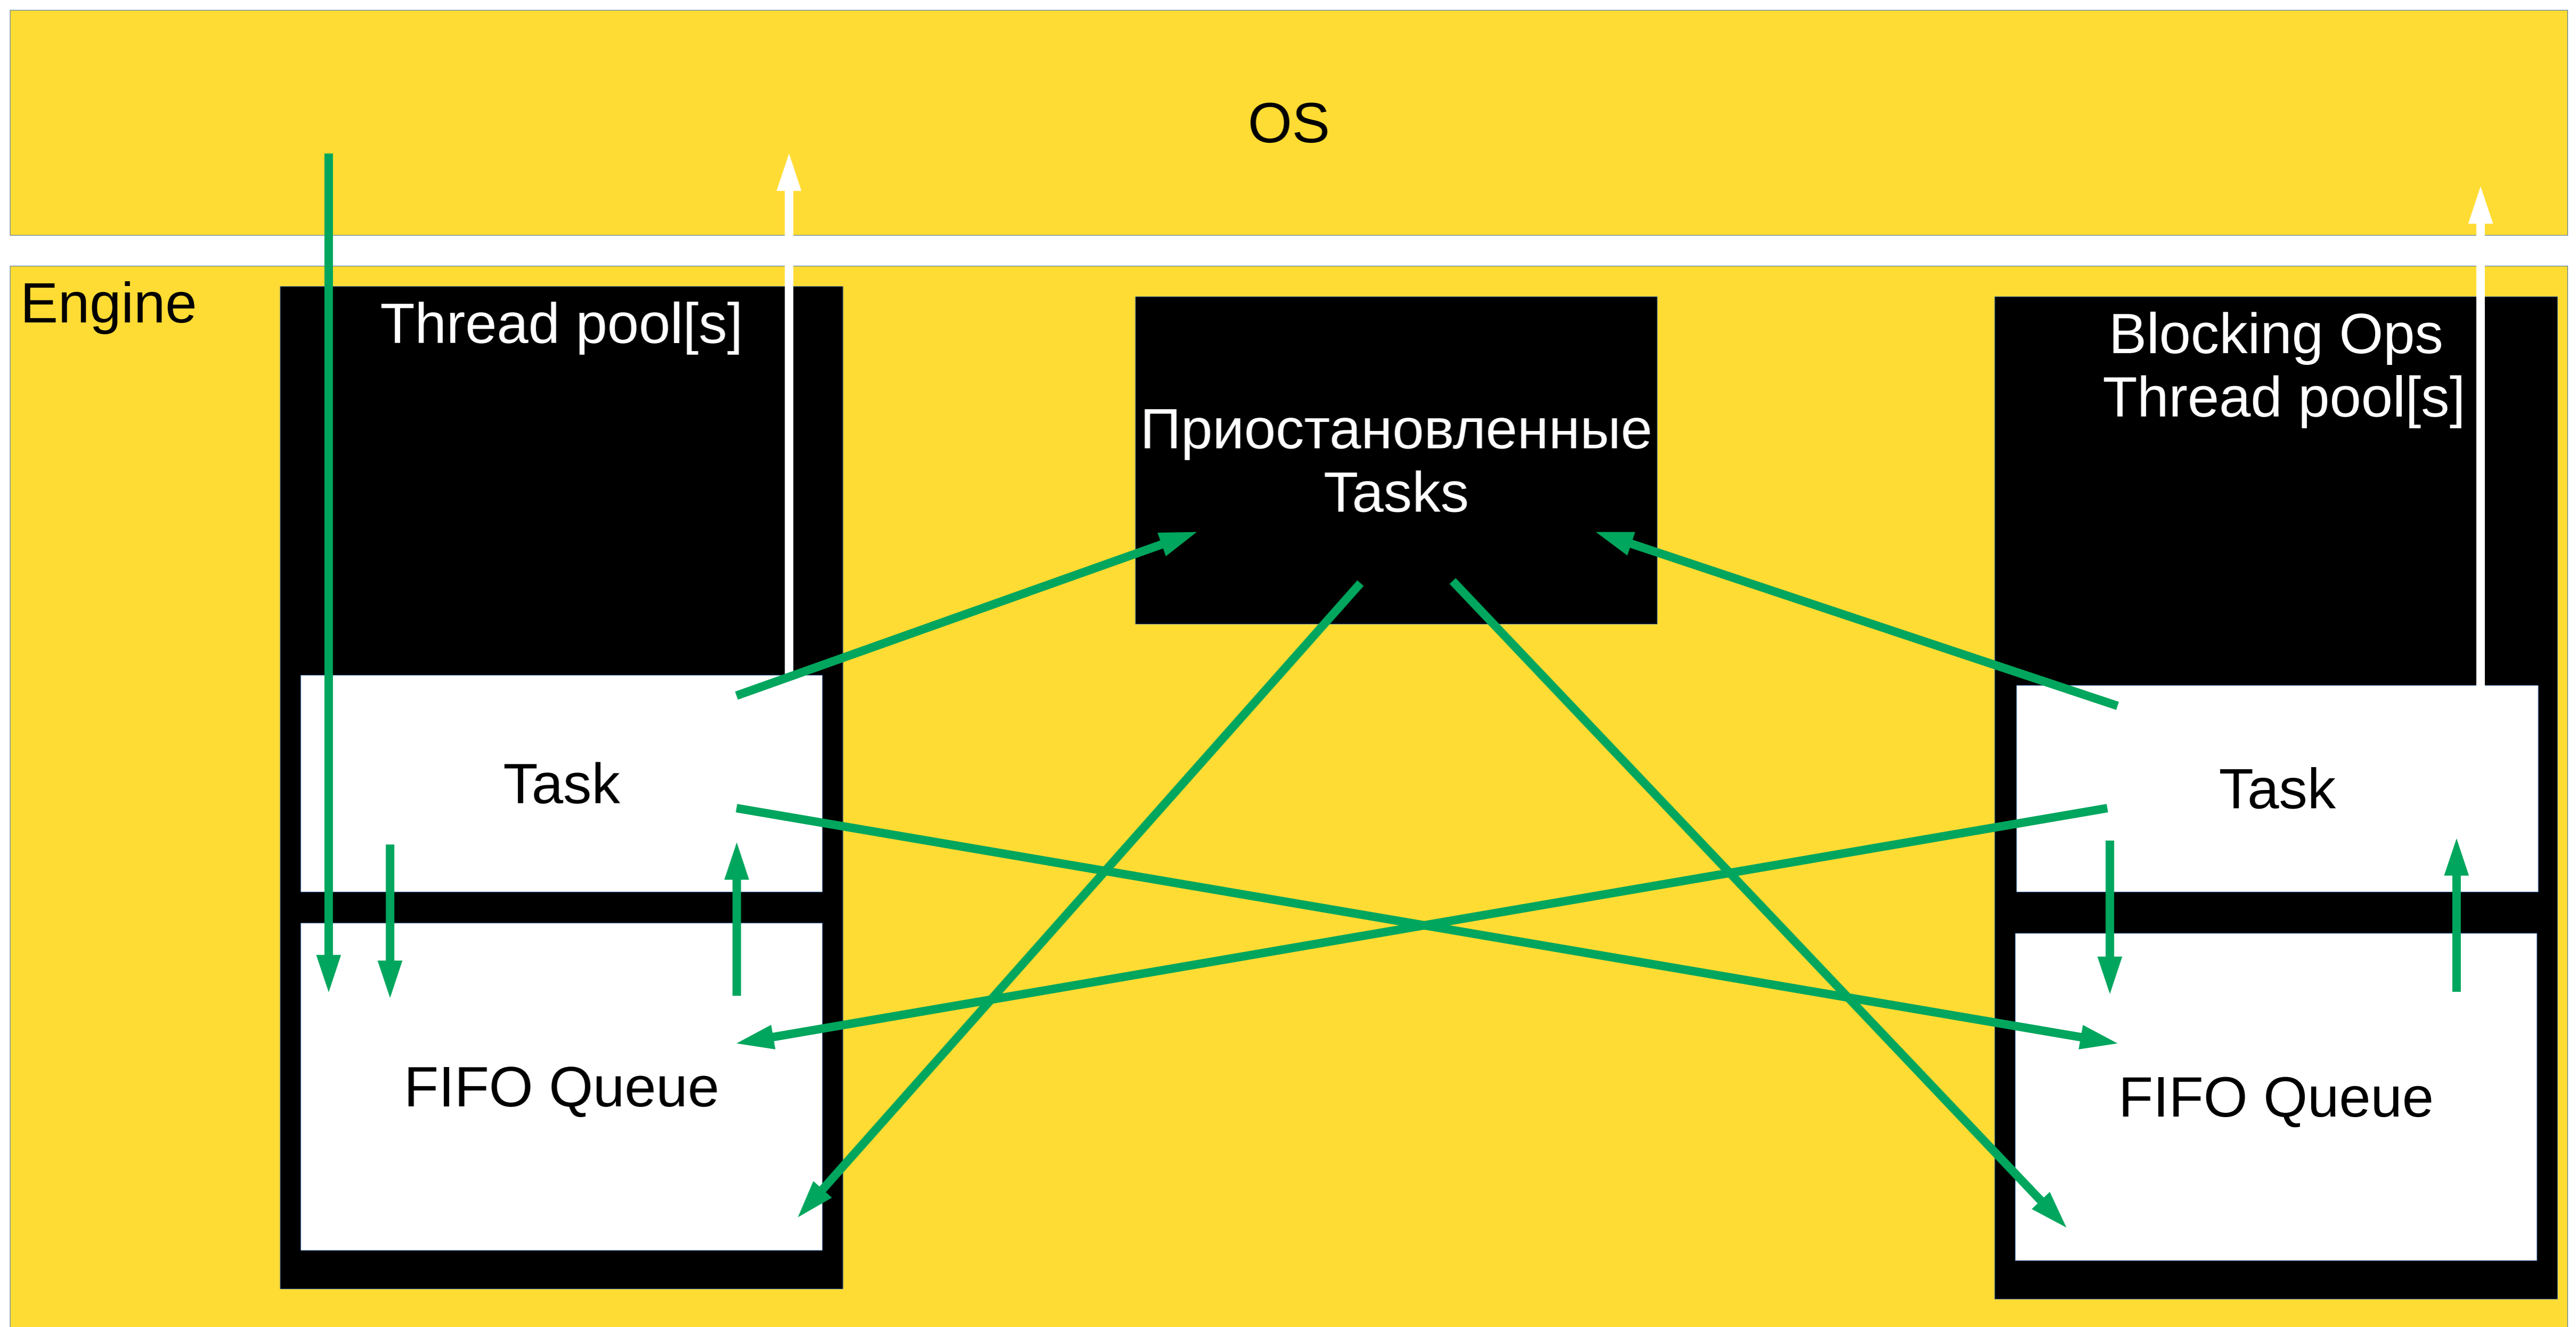 OS
Engine
Thread pool[s]
Приостановленные
Tasks
Blocking Ops
Thread pool[s]
Task
Task
FIFO Queue
FIFO Queue